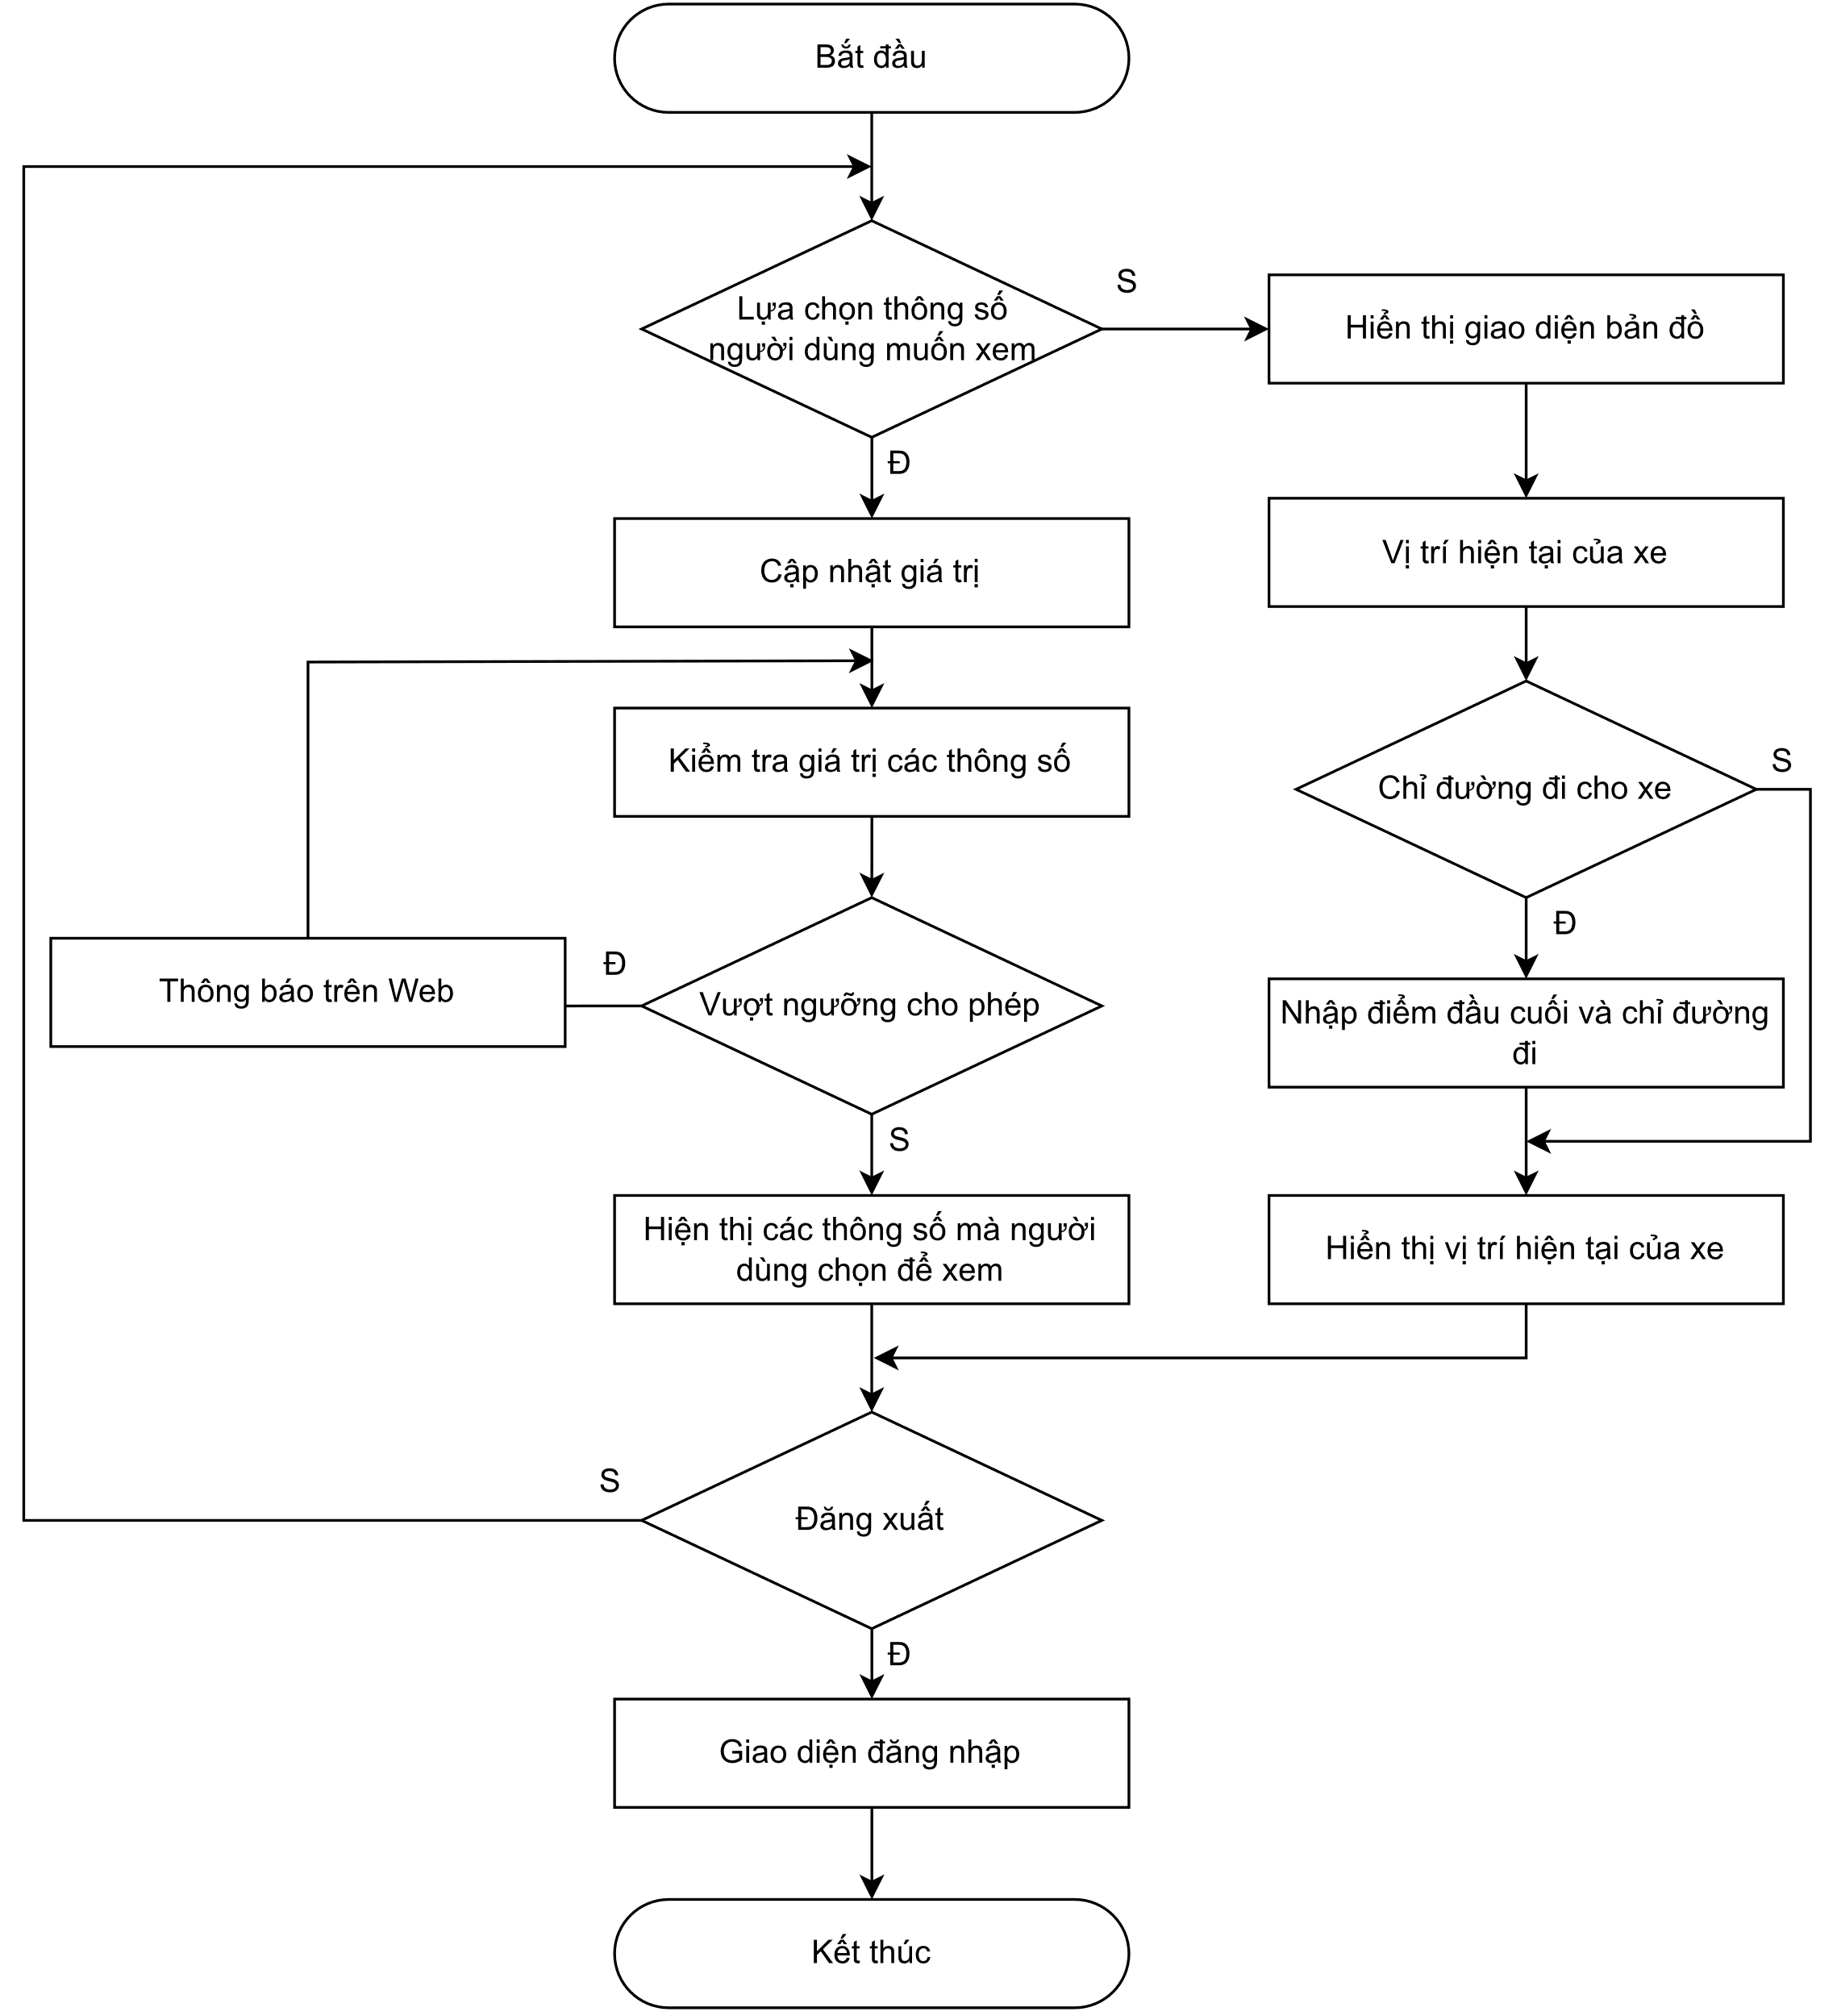 Bắt đầu
Lựa chọn thông số
người dùng muốn xem
S
Hiển thị giao diện bản đồ
Đ
Cập nhật giá trị
Vị trí hiện tại của xe
Kiểm tra giá trị các thông số
Chỉ đường đi cho xe
S
Đ
Thông báo trên Web
Đ
Vượt ngưỡng cho phép
Nhập điểm đầu cuối và chỉ đường
đi
S
Hiện thị các thông số mà người
dùng chọn để xem
Hiển thị vị trí hiện tại của xe
S
Đăng xuất
Đ
Giao diện đăng nhập
Kết thúc